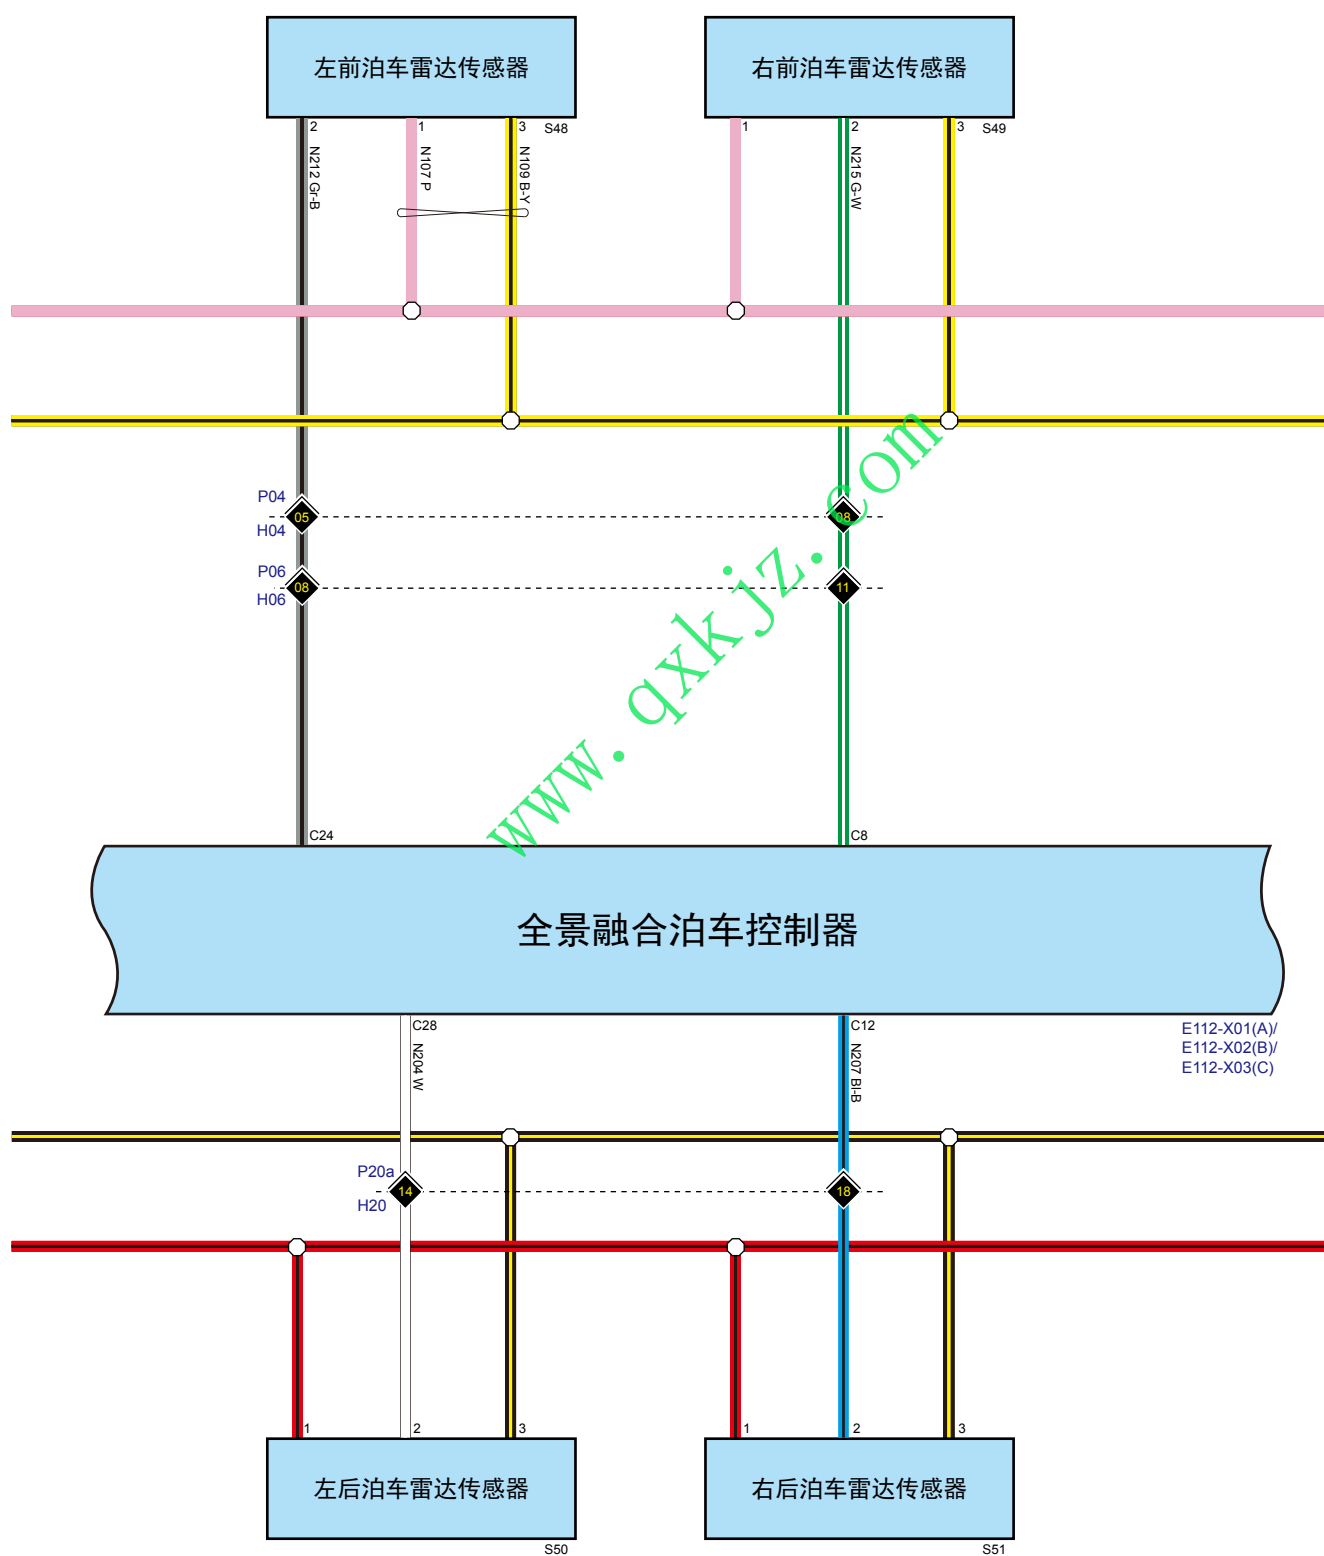 左前泊车雷达传感器
右前泊车雷达传感器
2
1
3
S48
1
2
3
S49
N212 Gr-B
N107 P
N109 B-Y
N215 G-W
P04
05
08
H04
P06
08
11
H06
www.qxkjz.com
C24
C8
全景融合泊车控制器
C28
C12
E112-X01(A)/
E112-X02(B)/
E112-X03(C)
N204 W
N207 Bl-B
P20a
14
18
H20
1
2
3
1
2
3
左后泊车雷达传感器
右后泊车雷达传感器
S50
S51